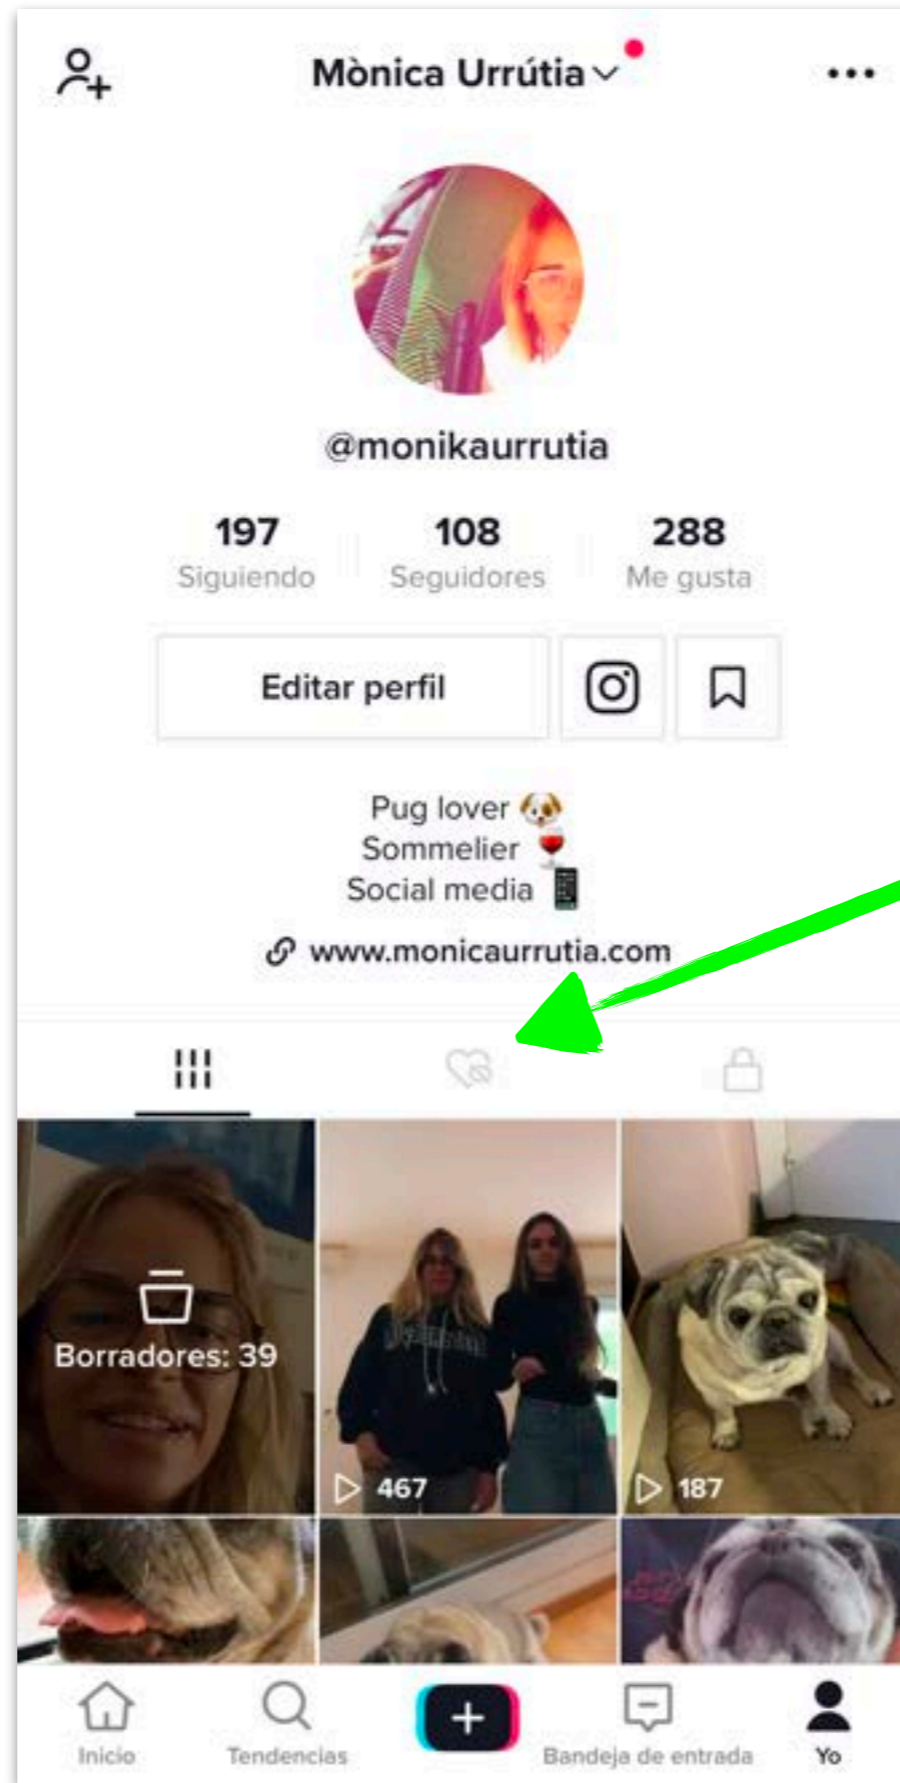 Mònica Urrútia
@monikaurrutia
197 108 288
Siguiendo Seguidores Me gusta
Editar perfil
Pug lover
Sommelier
Social media
www.monicaurrutia.com
Borradores: 39
467
187
Inicio Tendencias Bandeja de entrada Yo